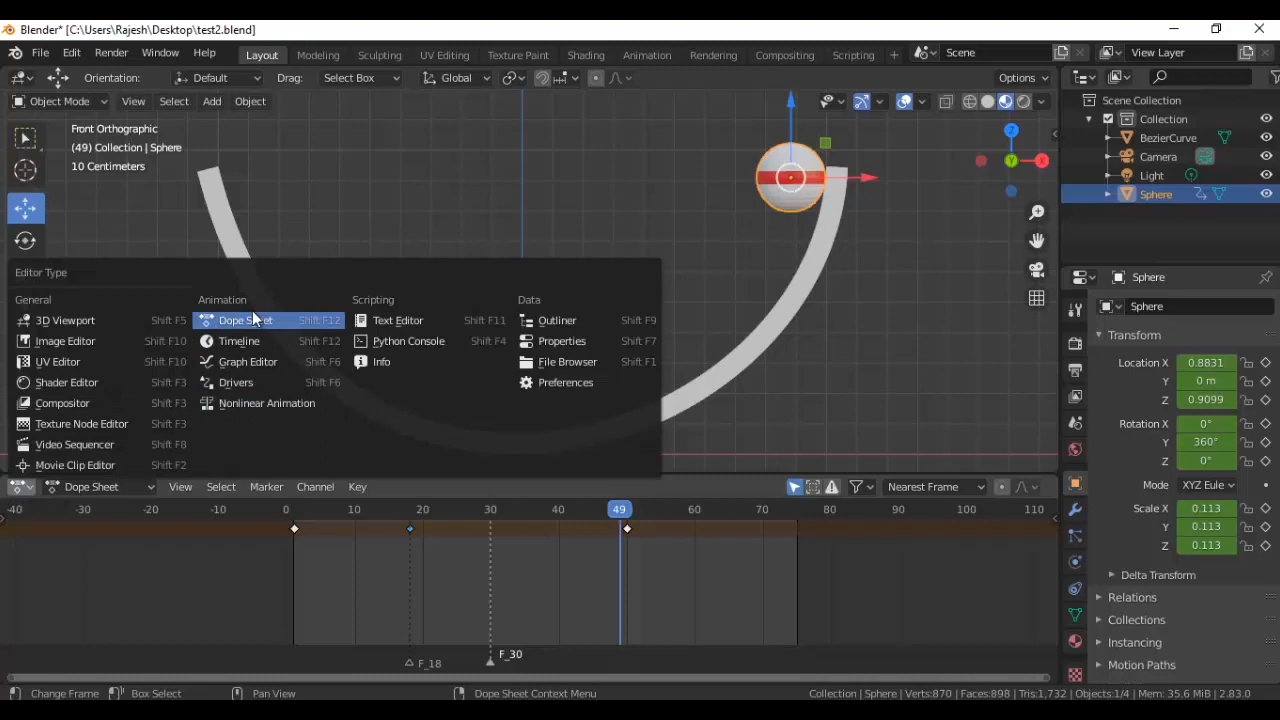 Blender* [C:\Users\Rajesh\Desktop\test2.blend]
File Edit Render Window Help Layout Modeling Sculpting UV Editing Texture Paint Shading Animation Rendering Compositing Scripting + Scene View Layer
Orientation: Default Drag: Select Box Global Options
Object Mode View Select Add Object
Front Orthographic
(49) Collection | Sphere
10 Centimeters
Z
Y
X
Scene Collection
Collection
BezierCurve
Camera
Light
Sphere
Editor Type
General
3D Viewport Shift F5
Image Editor Shift F10
UV Editor Shift F10
Shader Editor Shift F3
Compositor Shift F3
Texture Node Editor Shift F3
Video Sequencer Shift F8
Movie Clip Editor Shift F2
Animation
Dope Sheet Shift F12
Timeline Shift F12
Graph Editor Shift F6
Drivers Shift F6
Nonlinear Animation
Scripting
Text Editor Shift F11
Python Console Shift F4
Info
Data
Outliner Shift F9
Properties Shift F7
File Browser Shift F1
Preferences
Sphere
Sphere
Transform
Location X 0.8831
Y 0 m
Z 0.9099
Rotation X 0°
Y 360°
Z 0°
Mode XYZ Eule
Scale X 0.113
Y 0.113
Z 0.113
Delta Transform
Relations
Collections
Instancing
Motion Paths
Dope Sheet View Select Marker Channel Key Nearest Frame
-40 -30 -20 -10 0 10 20 30 40 49 60 70 80 90 100 110
F_18
F_30
Change Frame Box Select Pan View Dope Sheet Context Menu Collection | Sphere | Verts:870 | Faces:898 | Tris:1,732 | Objects:1/4 | Mem: 35.6 MiB | 2.83.0